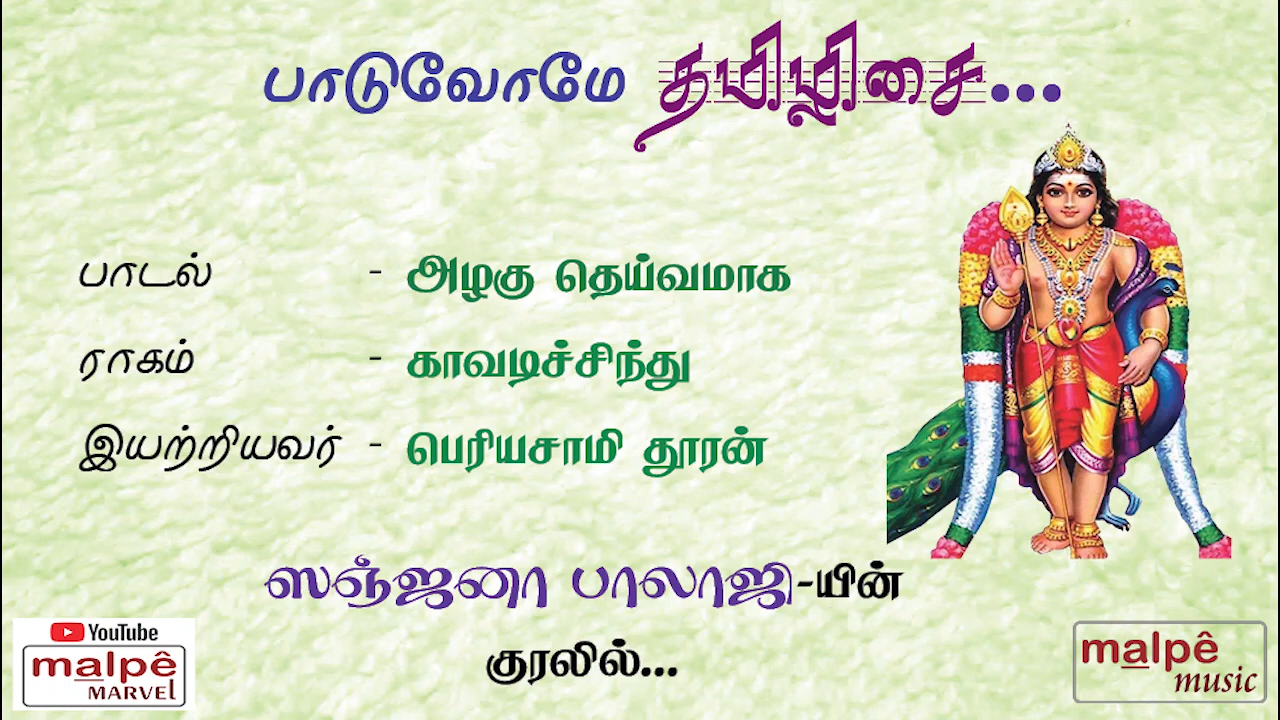 பாடுவோமே தமிழிசை...
பாடல் - அழகு தெய்வமாக
ராகம் - காவடிச்சிந்து
இயற்றியவர் - பெரியசாமி தூரன்
ஸஞ்ஜனா பாலாஜி-யின்
குரலில்...
YouTube
malpê
MARVEL
malpê
music